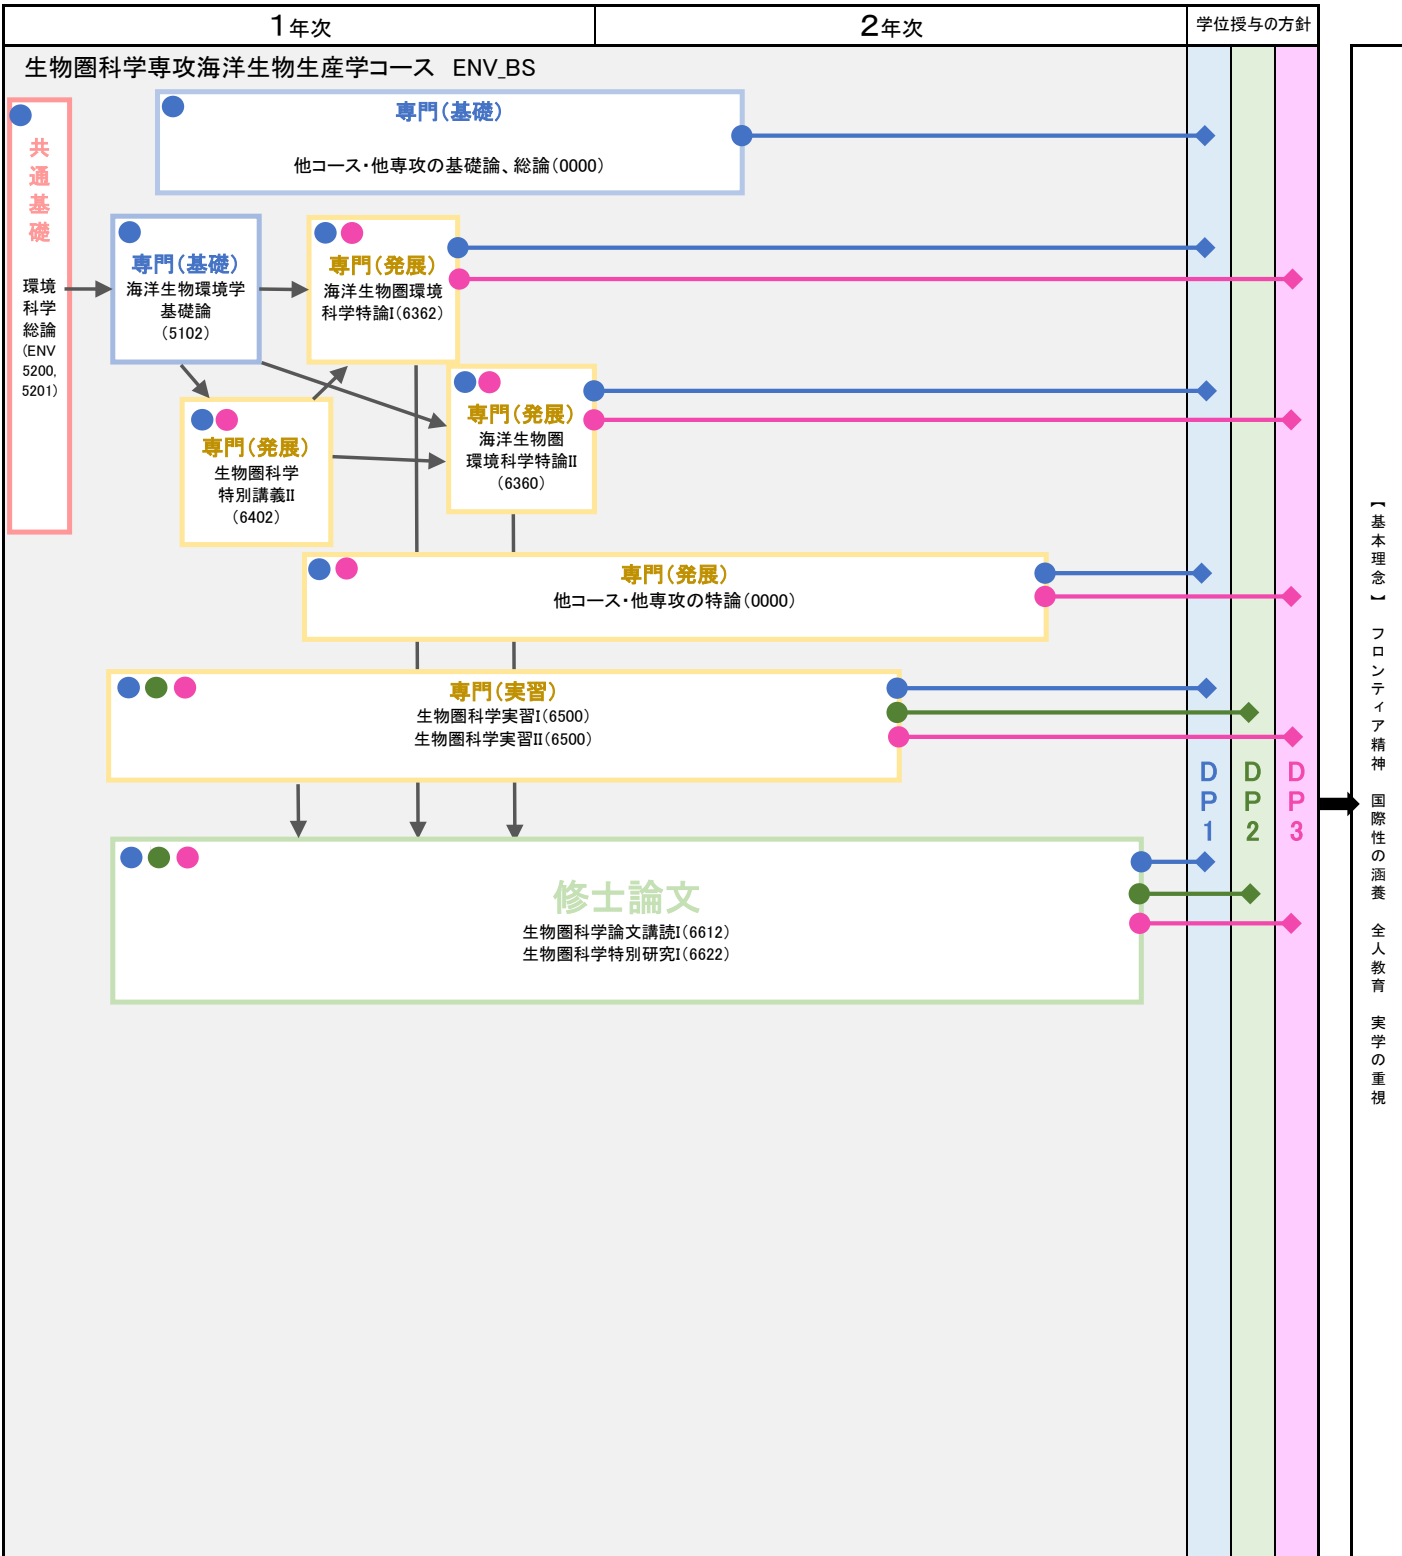 1年次
2年次
学位授与の方針
生物圏科学専攻海洋生物生産学コース ENV_BS
共通基礎
環境
科学
総論
(ENV
5200,
5201)
専門(基礎)
他コース・他専攻の基礎論、総論(0000)
専門(基礎)
海洋生物環境学
基礎論
(5102)
専門(発展)
海洋生物圏環境
科学特論I(6362)
専門(発展)
生物圏科学
特別講義II
(6402)
専門(発展)
海洋生物圏
環境科学特論II
(6360)
専門(発展)
他コース・他専攻の特論(0000)
専門(実習)
生物圏科学実習I(6500)
生物圏科学実習II(6500)
修士論文
生物圏科学論文講読I(6612)
生物圏科学特別研究I(6622)
DP1
DP2
DP3
【基本理念】 フロンティア精神 国際性の涵養 全人教育 実学の重視